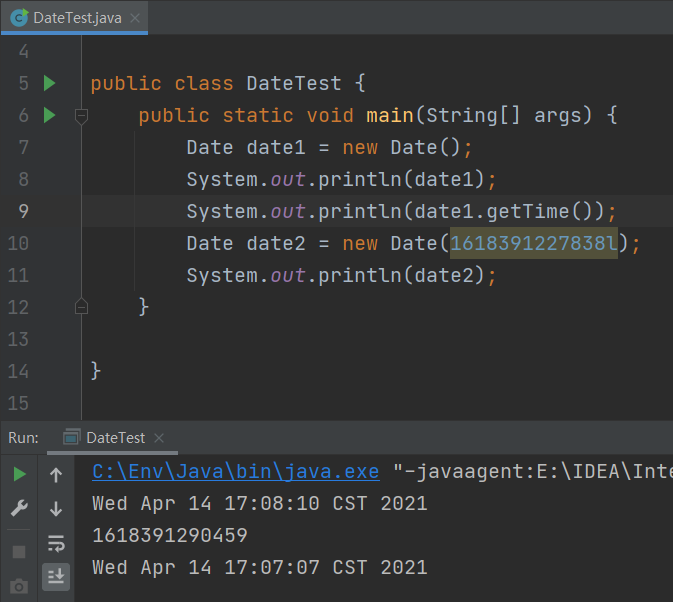 DateTest.java
4
5 public class DateTest {
6 public static void main(String[] args) {
7 Date date1 = new Date();
8 System.out.println(date1);
9 System.out.println(date1.getTime());
10 Date date2 = new Date(1618391227838l);
11 System.out.println(date2);
12 }
13
14 }
15
Run: DateTest
C:\Env\Java\bin\java.exe "-javaagent:E:\IDEA\Inte
Wed Apr 14 17:08:10 CST 2021
1618391290459
Wed Apr 14 17:07:07 CST 2021